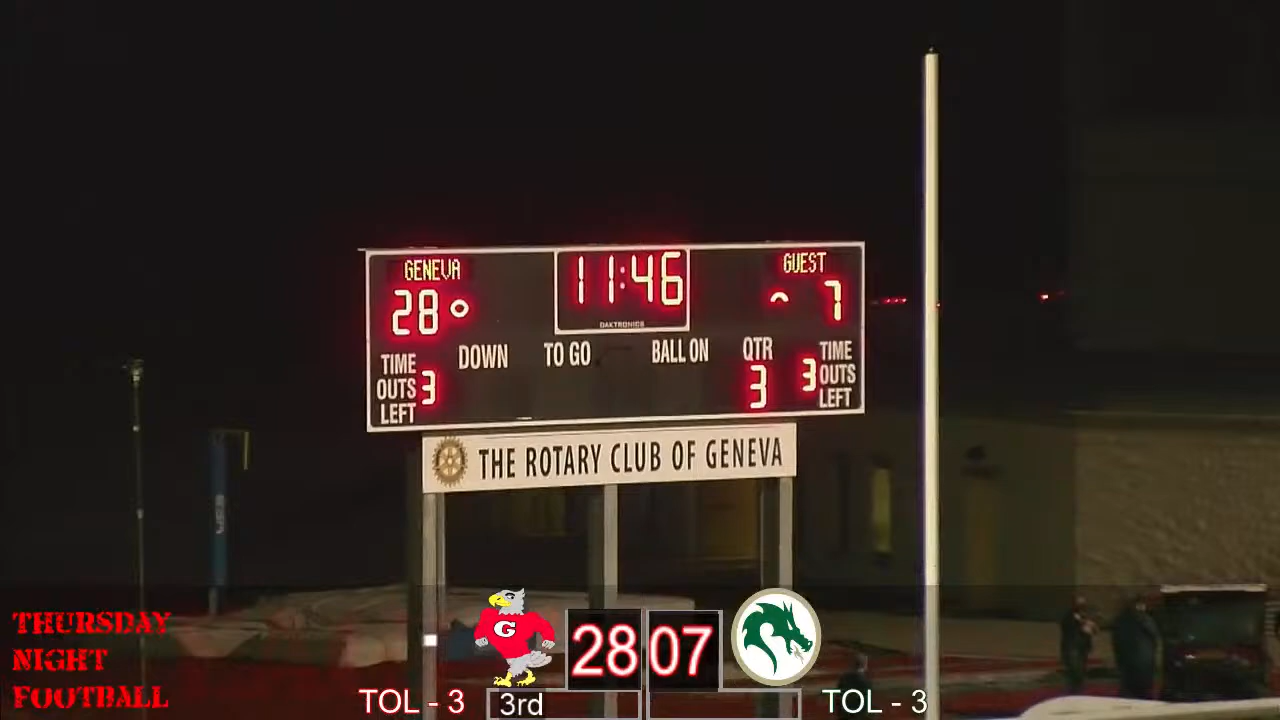 GENEVA
11:46
GUEST
28
7
DAKTRONICS
DOWN
TO GO
BALL ON
QTR
TIME
OUTS
LEFT
3
3
3
TIME
OUTS
LEFT
THE ROTARY CLUB OF GENEVA
THURSDAY
NIGHT
FOOTBALL
G
28
07
TOL - 3
3rd
TOL - 3